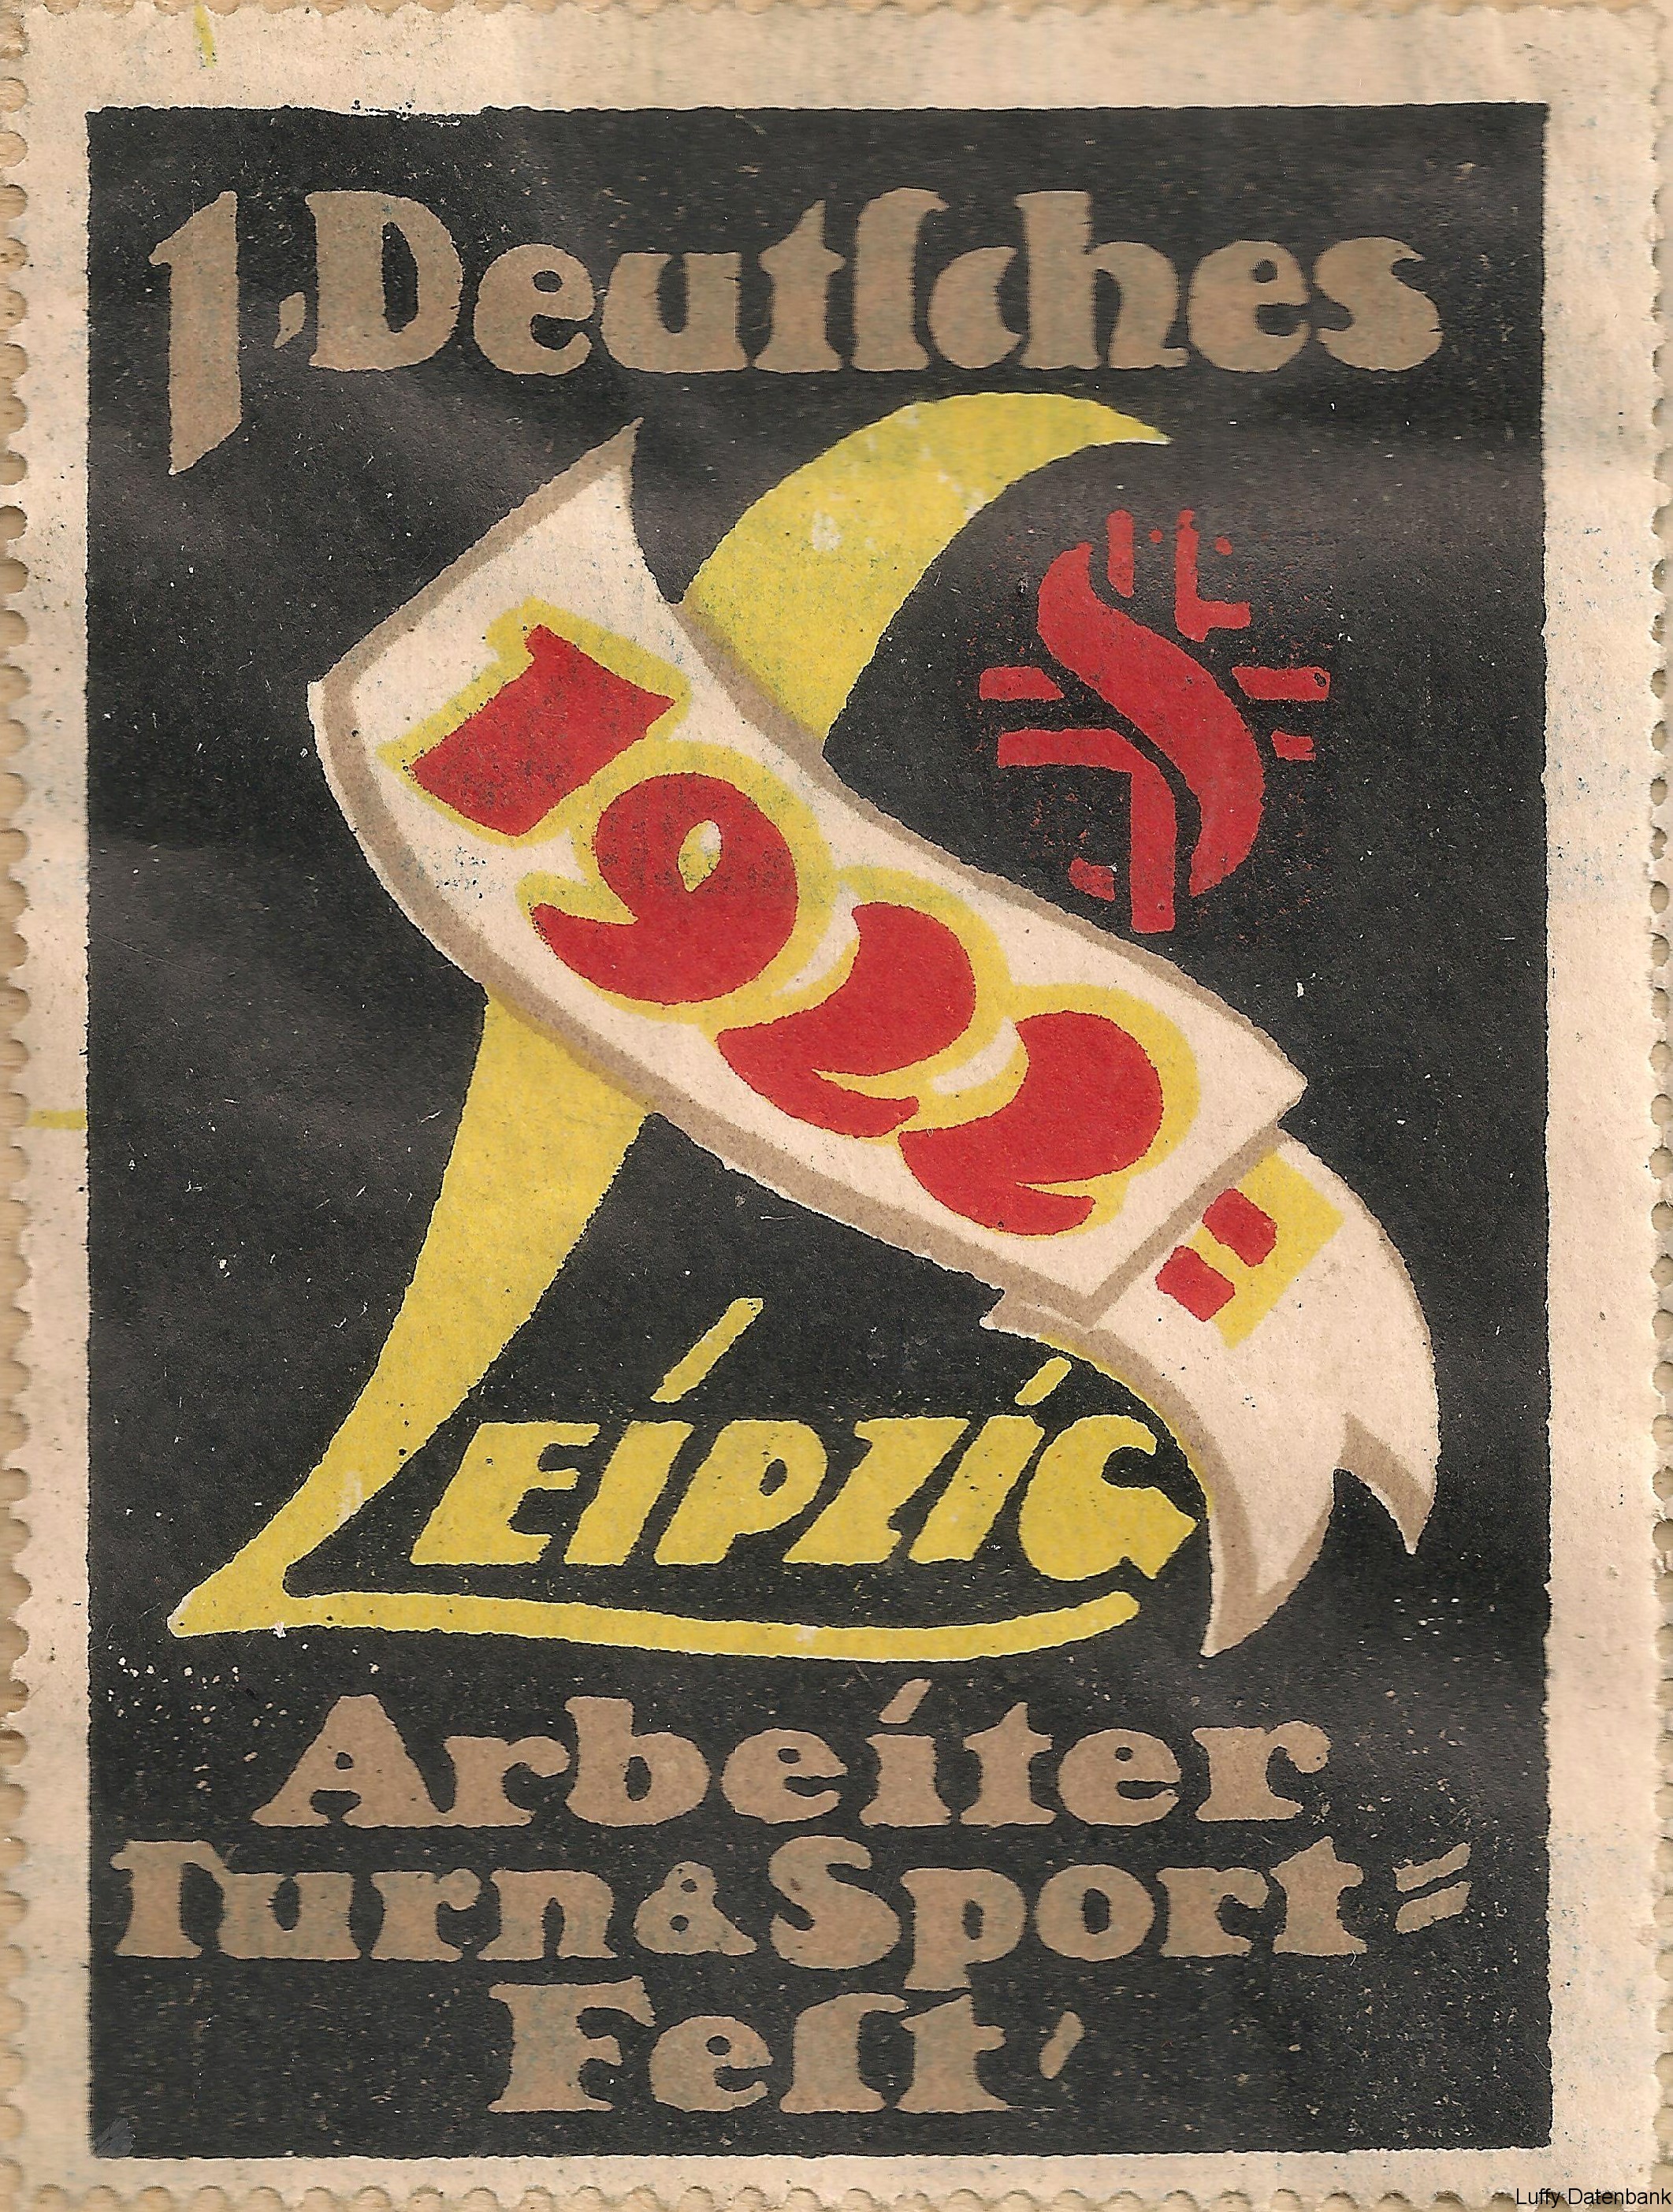 1. Deutſches
1922=
LEIPZIG
Arbeiter
Turn & Sport=
Feſt.
Luffy Datenbank